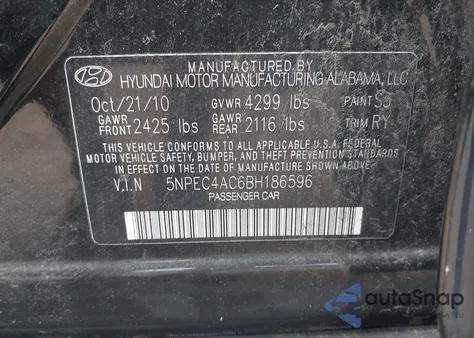 MANUFACTURED BY
HYUNDAI MOTOR MANUFACTURING ALABAMA, LLC
Oct/21/10 GVWR 4299 lbs PAINT S3
GAWR FRONT 2425 lbs GAWR REAR 2116 lbs TRIM RY
THIS VEHICLE CONFORMS TO ALL APPLICABLE FEDERAL
MOTOR VEHICLE SAFETY, BUMPER, AND THEFT PREVENTION STANDARDS IN
EFFECT ON THE DATE OF MANUFACTURE SHOWN ABOVE.
V.I.N 5NPEC4AC6BH186596
PASSENGER CAR
autoSnap